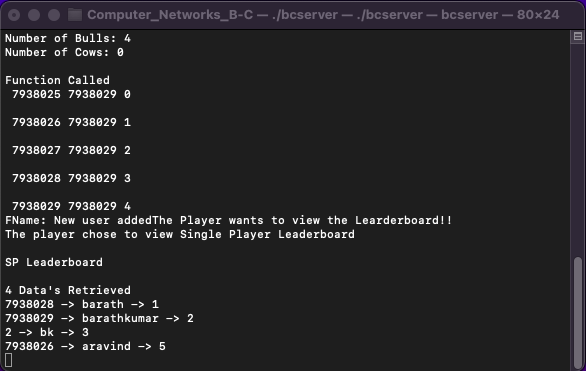 Computer_Networks_B-C — ./bcserver — ./bcserver — bcserver — 80×24
Number of Bulls: 4
Number of Cows: 0
Function Called
7938025 7938029 0
7938026 7938029 1
7938027 7938029 2
7938028 7938029 3
7938029 7938029 4
FName: New user addedThe Player wants to view the Learderboard!!
The player chose to view Single Player Leaderboard
SP Leaderboard
4 Data's Retrieved
7938028 —> barath —> 1
7938029 —> barathkumar —> 2
2 —> bk —> 3
7938026 —> aravind —> 5